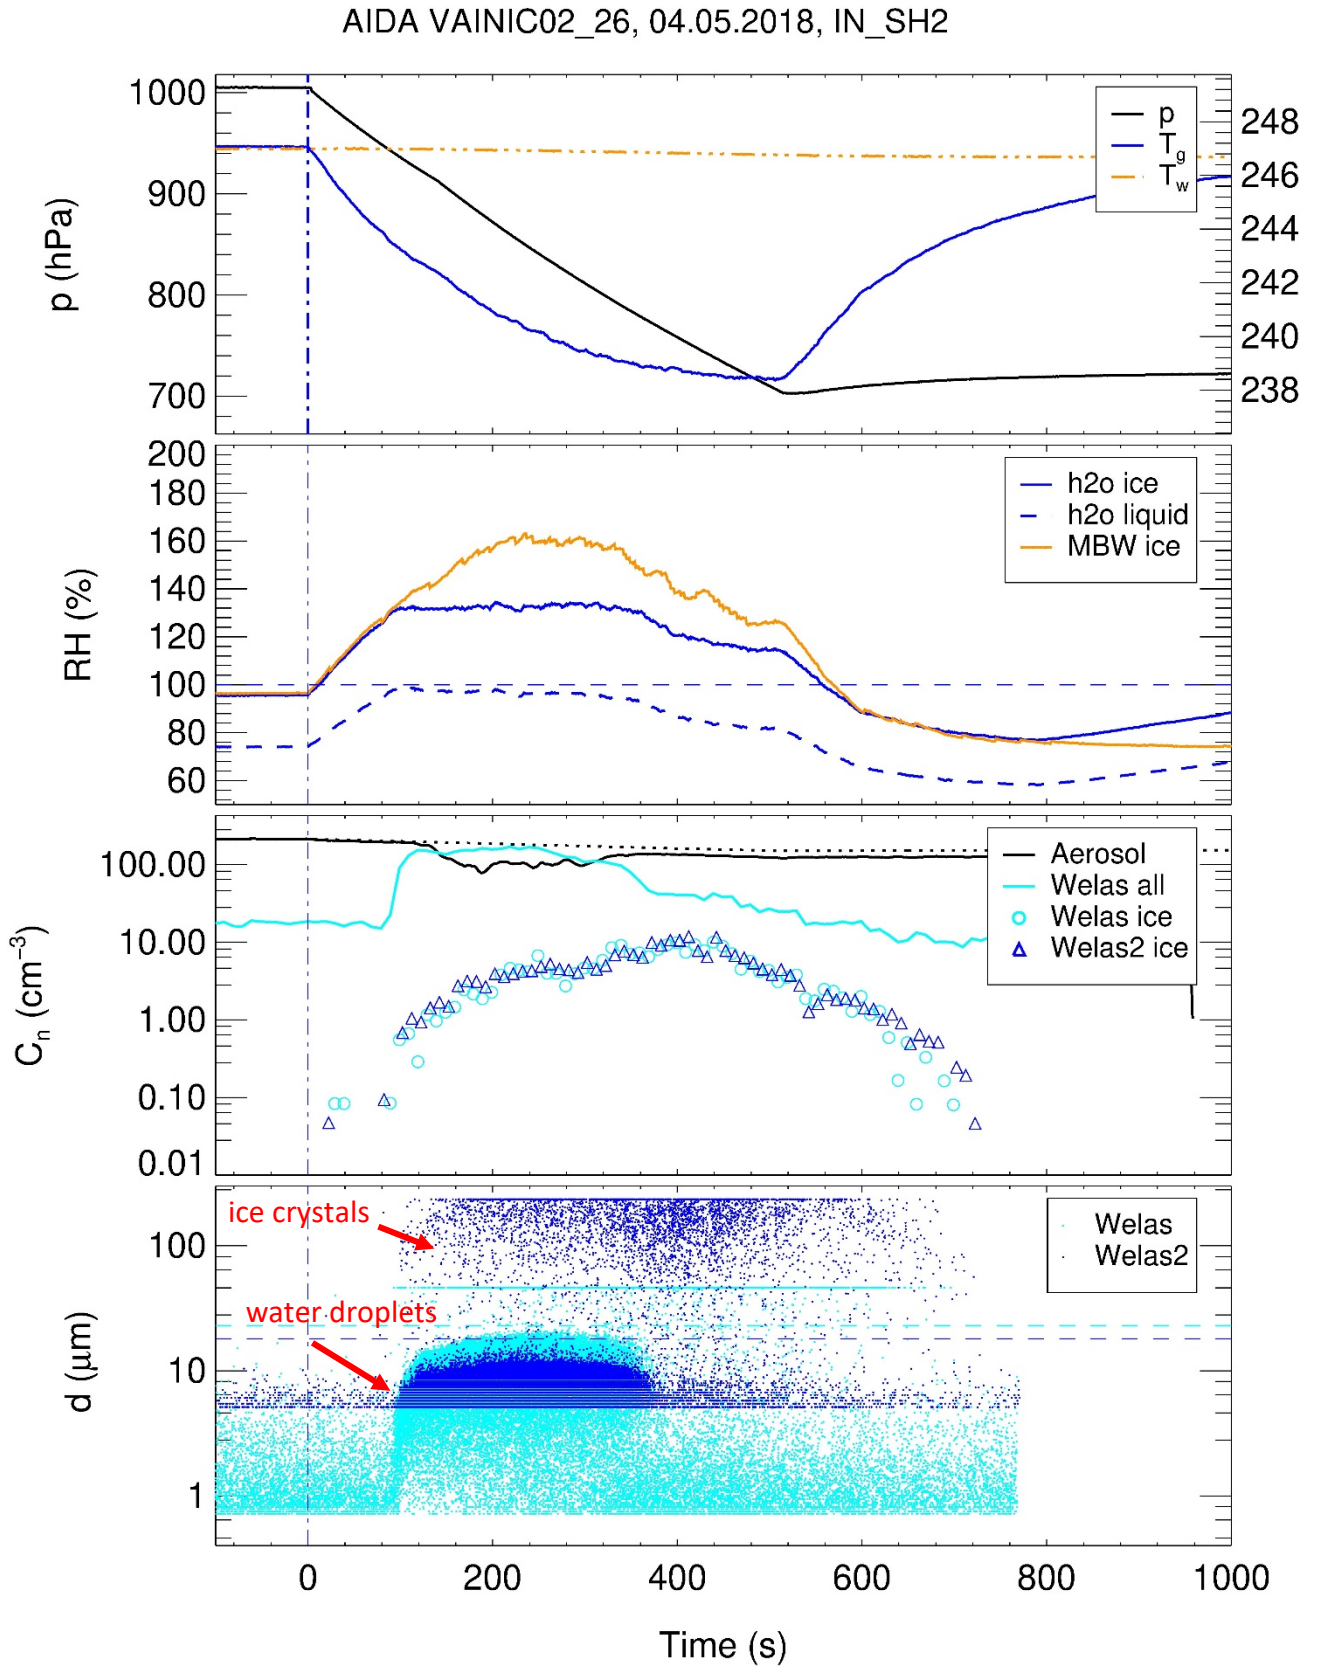 AIDA VAINIC02_26, 04.05.2018, IN_SH2
p (hPa)
1000
900
800
700
p
T_g
T_w
248
246
244
242
240
238
RH (%)
200
180
160
140
120
100
80
60
h2o ice
h2o liquid
MBW ice
C_n (cm⁻³)
100.00
10.00
1.00
0.10
0.01
Aerosol
Welas all
Welas ice
Welas2 ice
d (μm)
100
10
1
ice crystals
water droplets
Welas
Welas2
0 200 400 600 800 1000
Time (s)